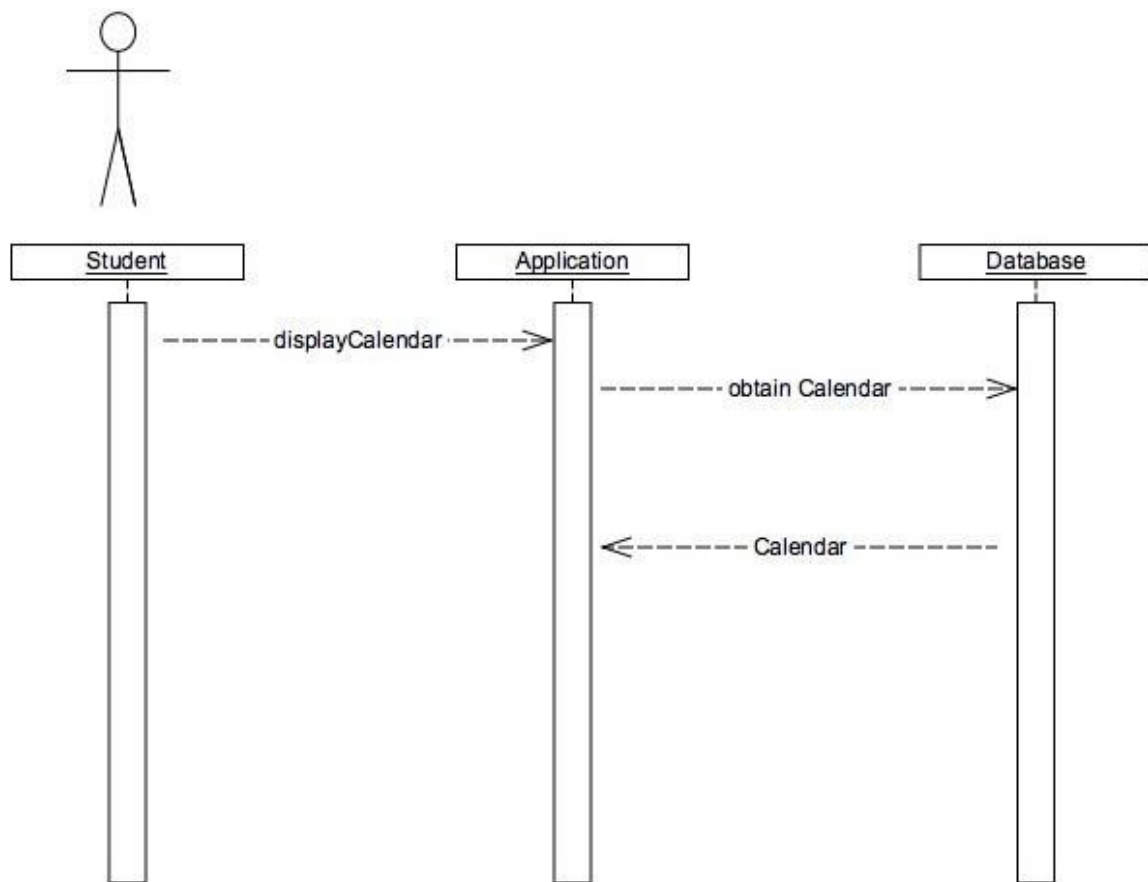 Student
Application
Database
displayCalendar
obtain Calendar
Calendar